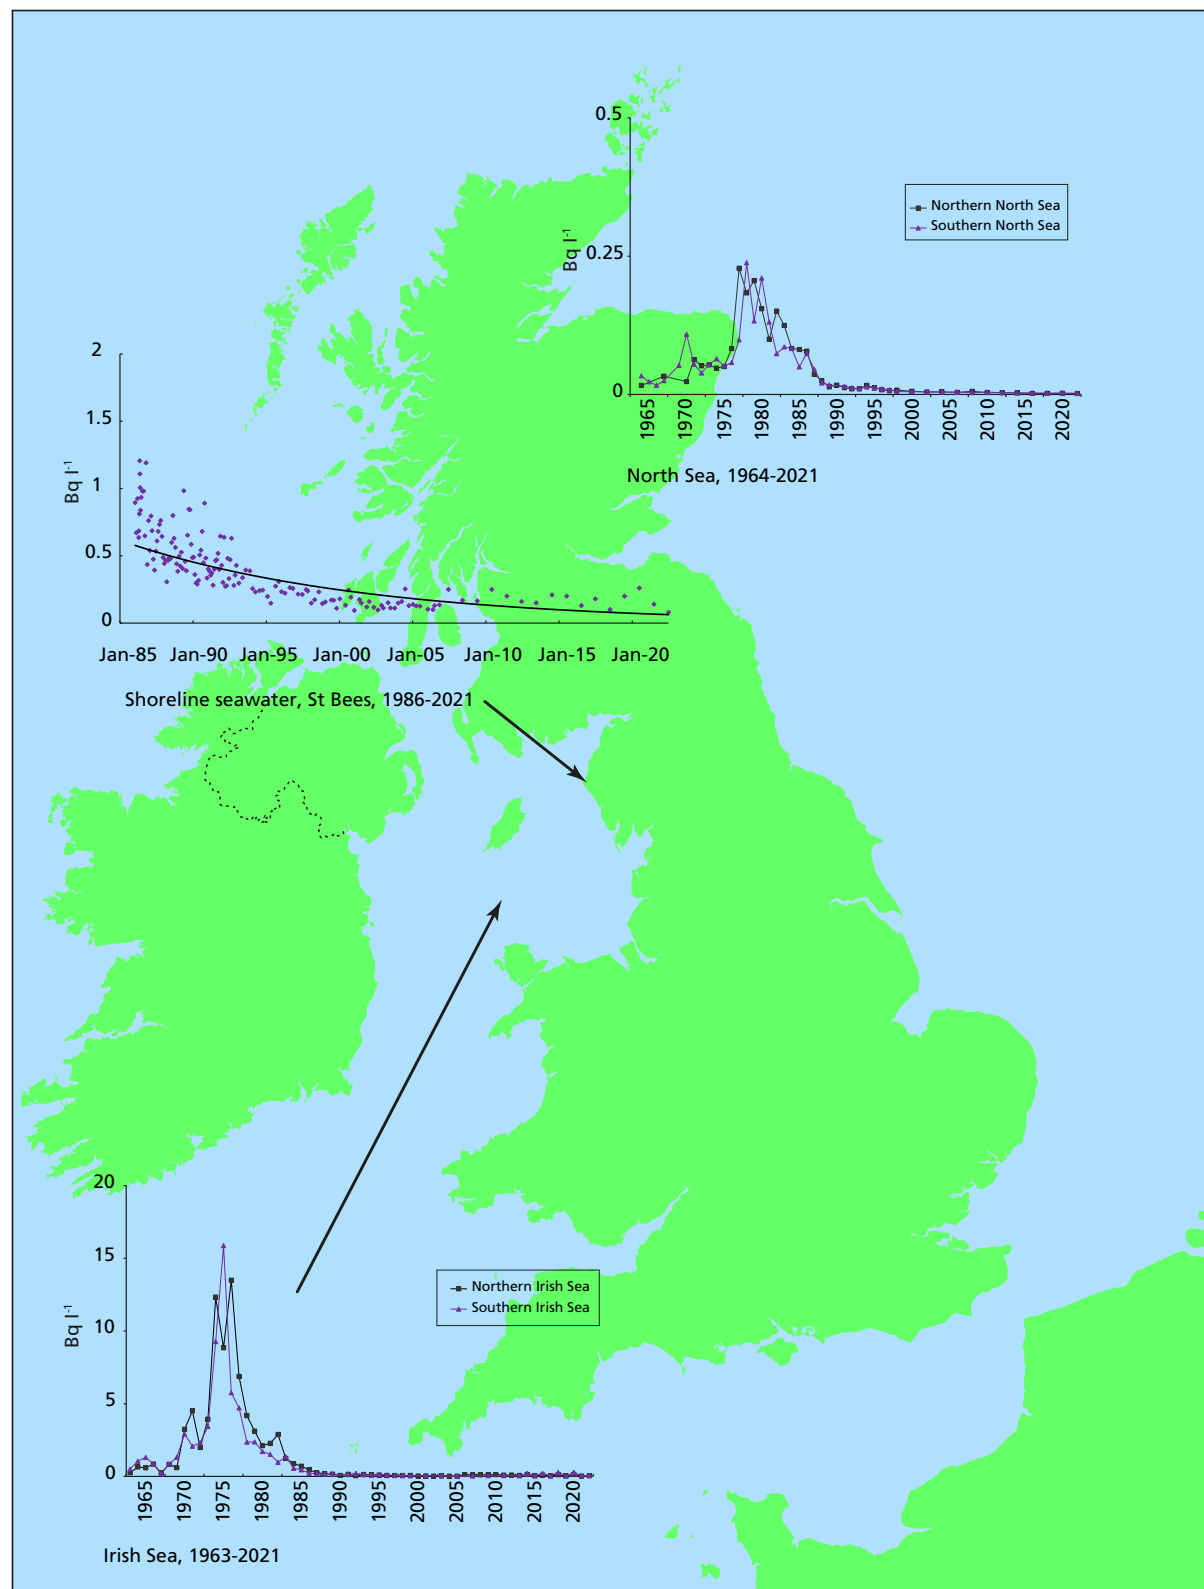 0.5
0.25
0
Bq l-1
Northern North Sea
Southern North Sea
1965 1970 1975 1980 1985 1990 1995 2000 2005 2010 2015 2020
North Sea, 1964-2021
2
1.5
1
0.5
0
Bq l-1
Jan-85 Jan-90 Jan-95 Jan-00 Jan-05 Jan-10 Jan-15 Jan-20
Shoreline seawater, St Bees, 1986-2021
20
15
10
5
0
Bq l-1
Northern Irish Sea
Southern Irish Sea
1965 1970 1975 1980 1985 1990 1995 2000 2005 2010 2015 2020
Irish Sea, 1963-2021